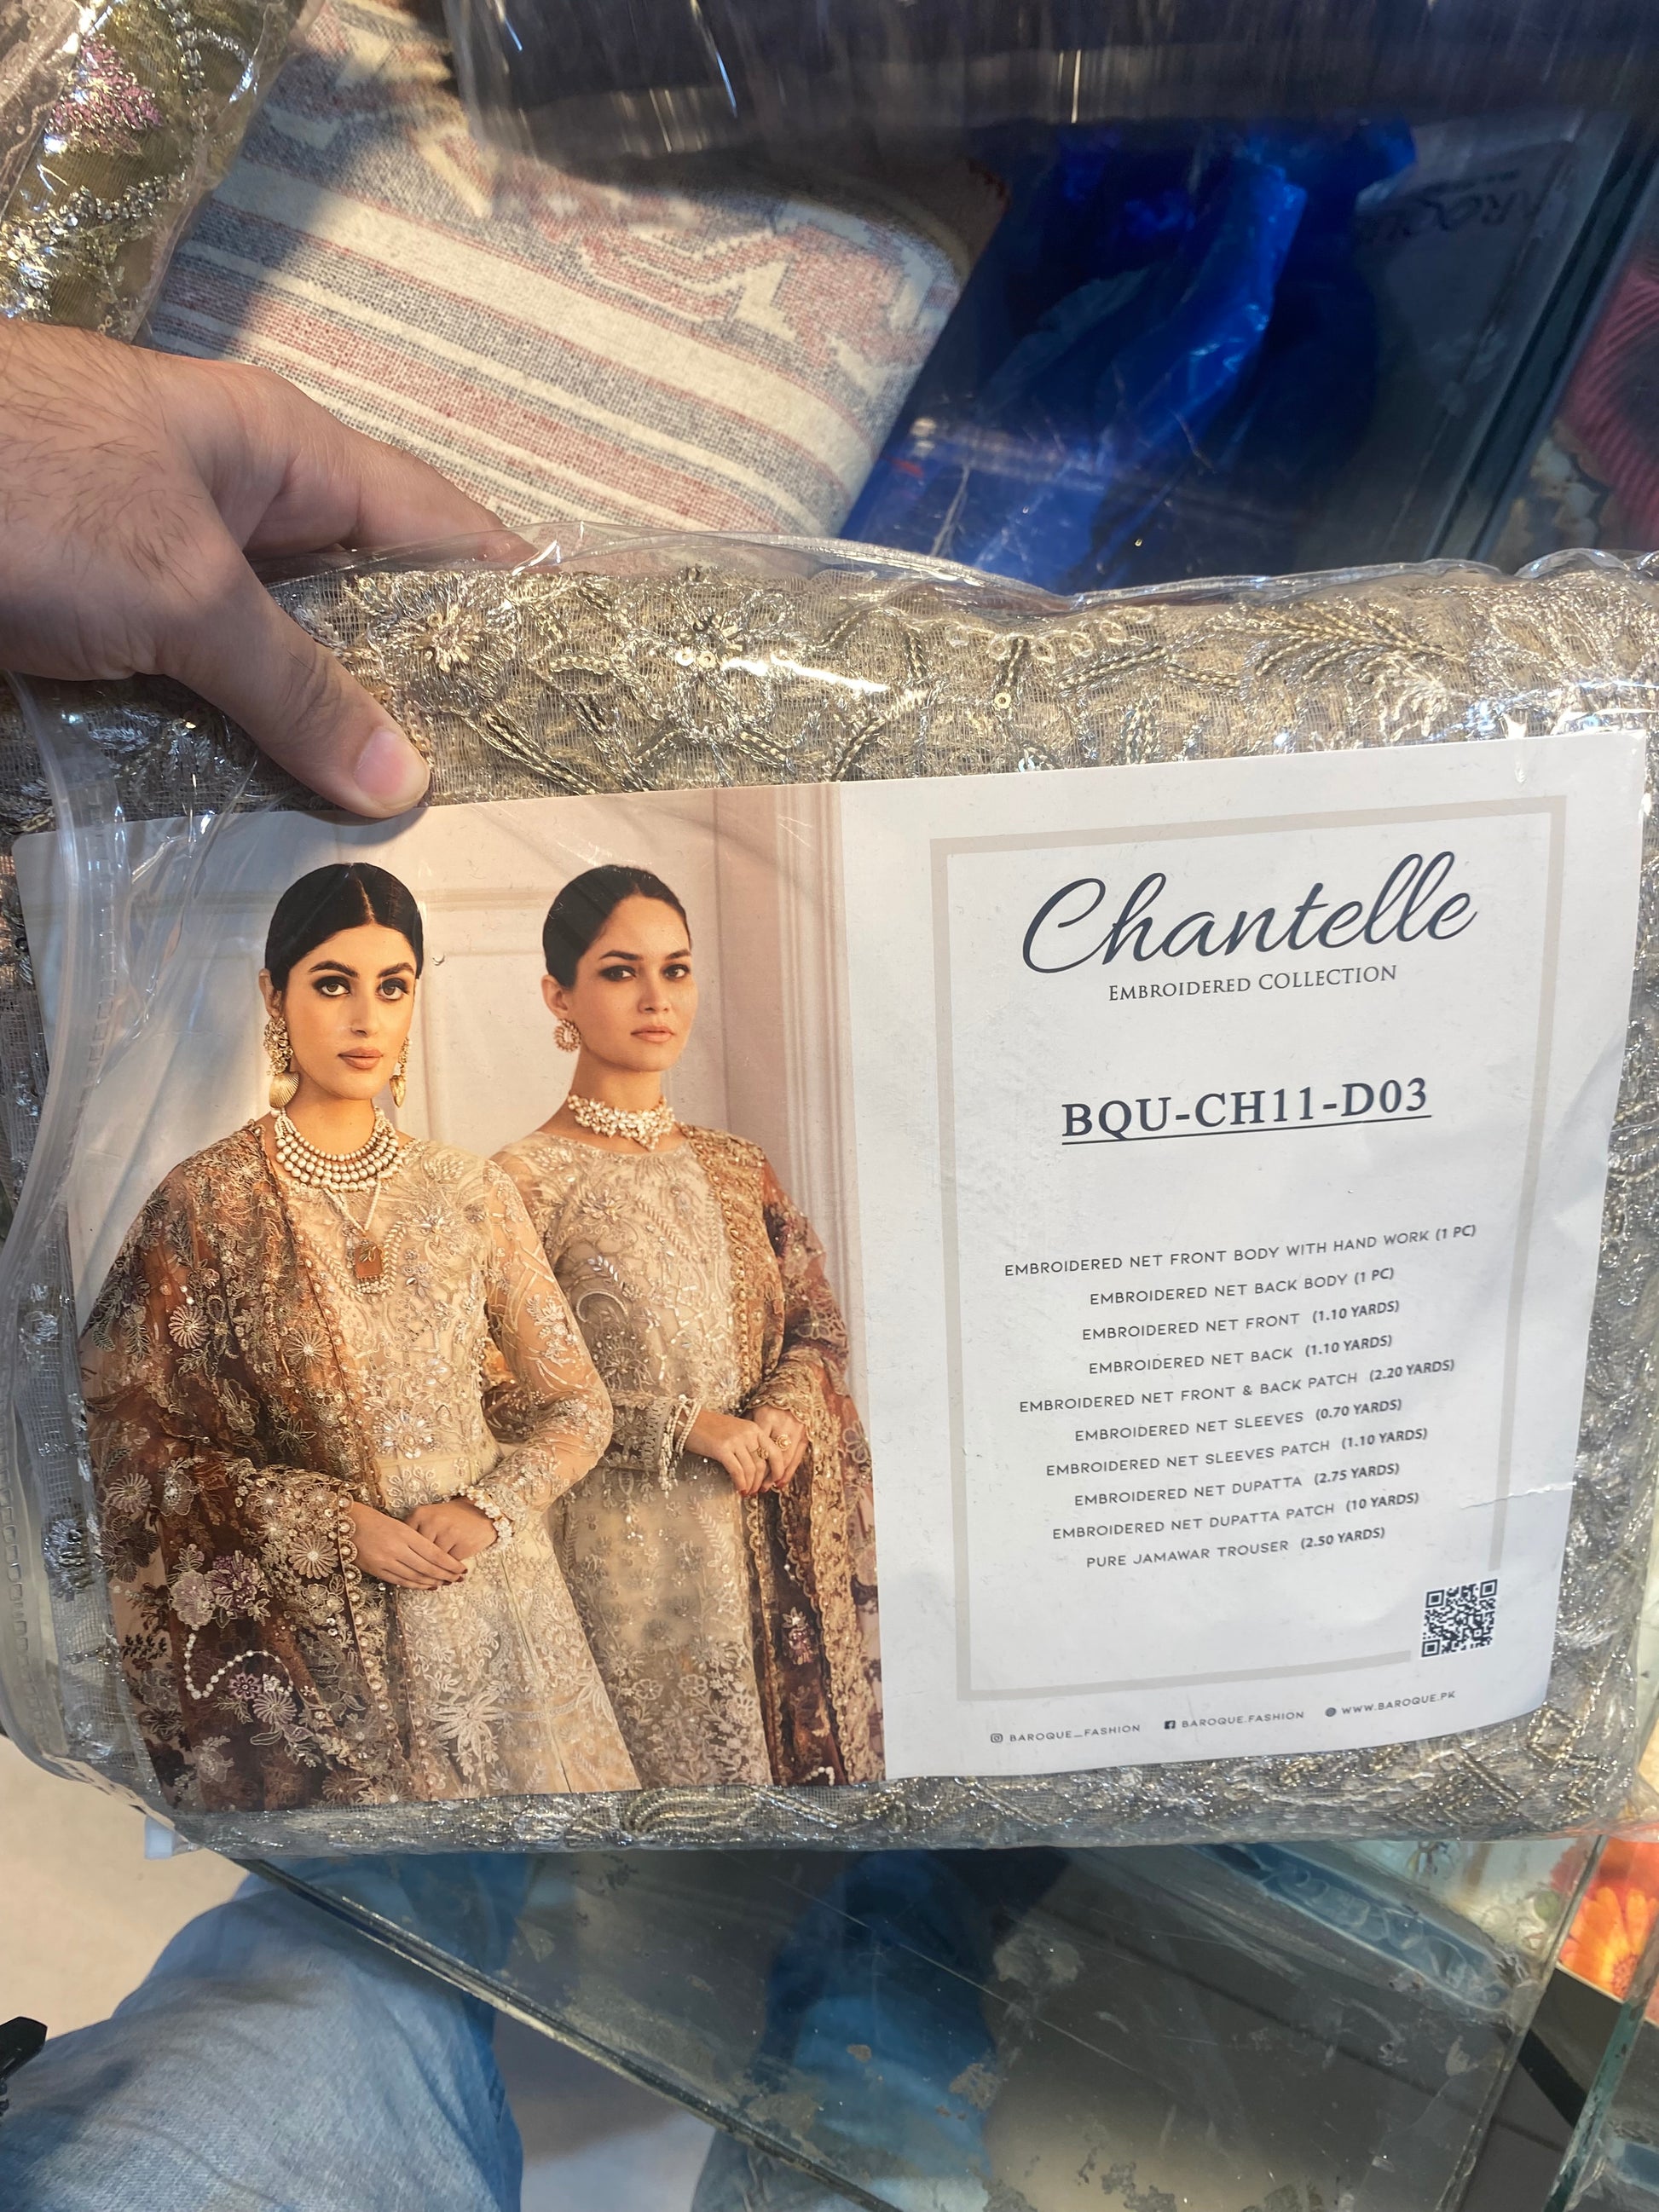 Chantelle
EMBROIDERED COLLECTION
BQU-CH11-D03
EMBROIDERED NET FRONT BODY WITH HAND WORK (1 PC)
EMBROIDERED NET BACK BODY (1 PC)
EMBROIDERED NET FRONT (1.10 YARDS)
EMBROIDERED NET BACK (1.10 YARDS)
EMBROIDERED NET FRONT & BACK PATCH (2.20 YARDS)
EMBROIDERED NET SLEEVES (0.70 YARDS)
EMBROIDERED NET SLEEVES PATCH (1.10 YARDS)
EMBROIDERED NET DUPATTA (2.75 YARDS)
EMBROIDERED NET DUPATTA PATCH (10 YARDS)
PURE JAMAWAR TROUSER (2.50 YARDS)
BAROQUE_FASHION BAROQUE.FASHION WWW.BAROQUE.PK